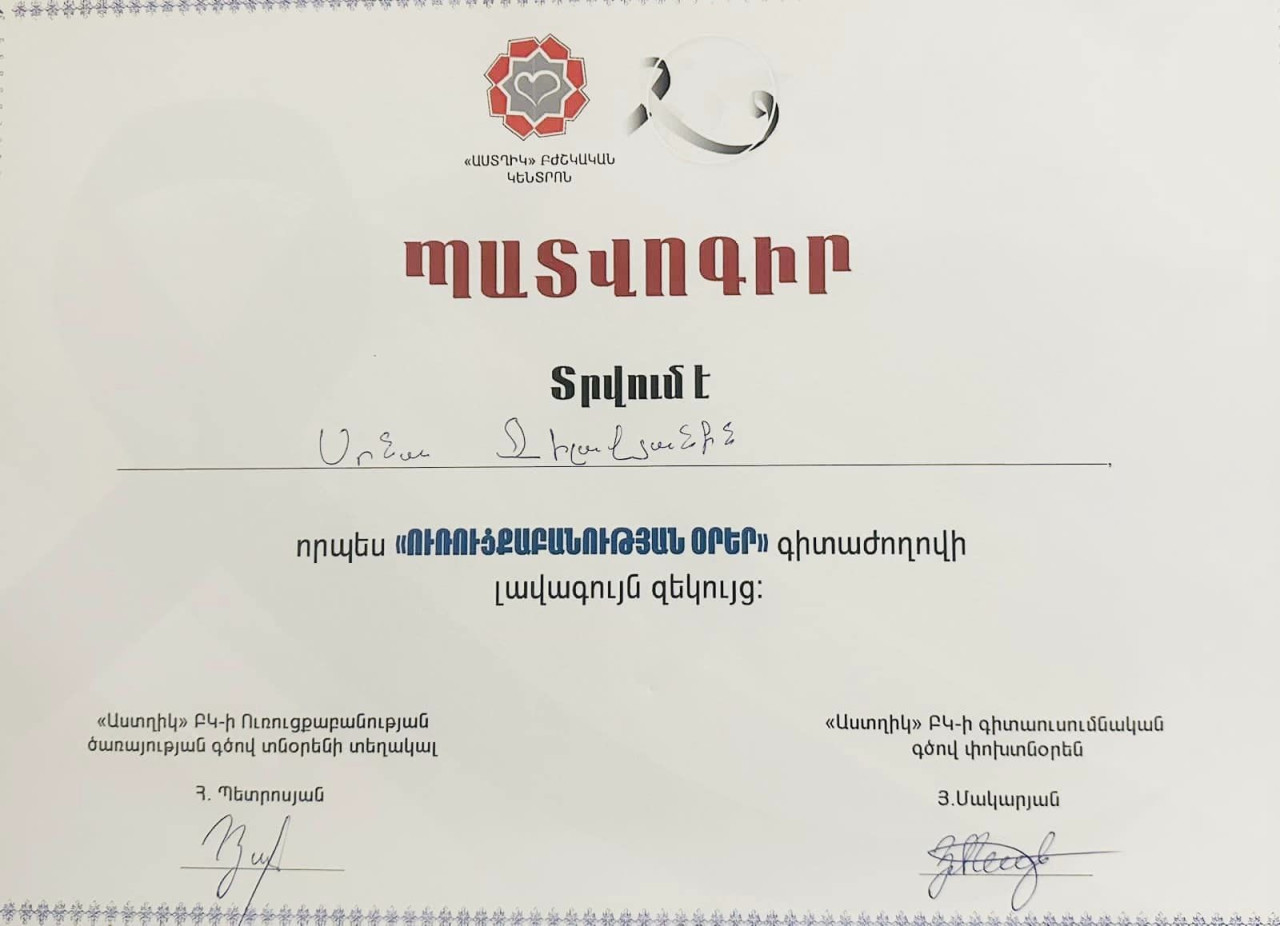 «ԱՍՏՂԻԿ» ԲԺՇԿԱԿԱՆ
ԿԵՆՏՐՈՆ
ՊԱՏՎՈԳԻՐ
Տրվում է
որպես «ՈՒՌՈՒՑՔԱԲԱՆՈՒԹՅԱՆ ՕՐԵՐ» գիտաժողովի
լավագույն զեկույց:
«Աստղիկ» ԲԿ-ի Ուռուցքաբանության
ծառայության գծով տնօրենի տեղակալ
Հ. Պետրոսյան
«Աստղիկ» ԲԿ-ի գիտաուսումնական
գծով փոխտնօրեն
Յ.Մակարյան